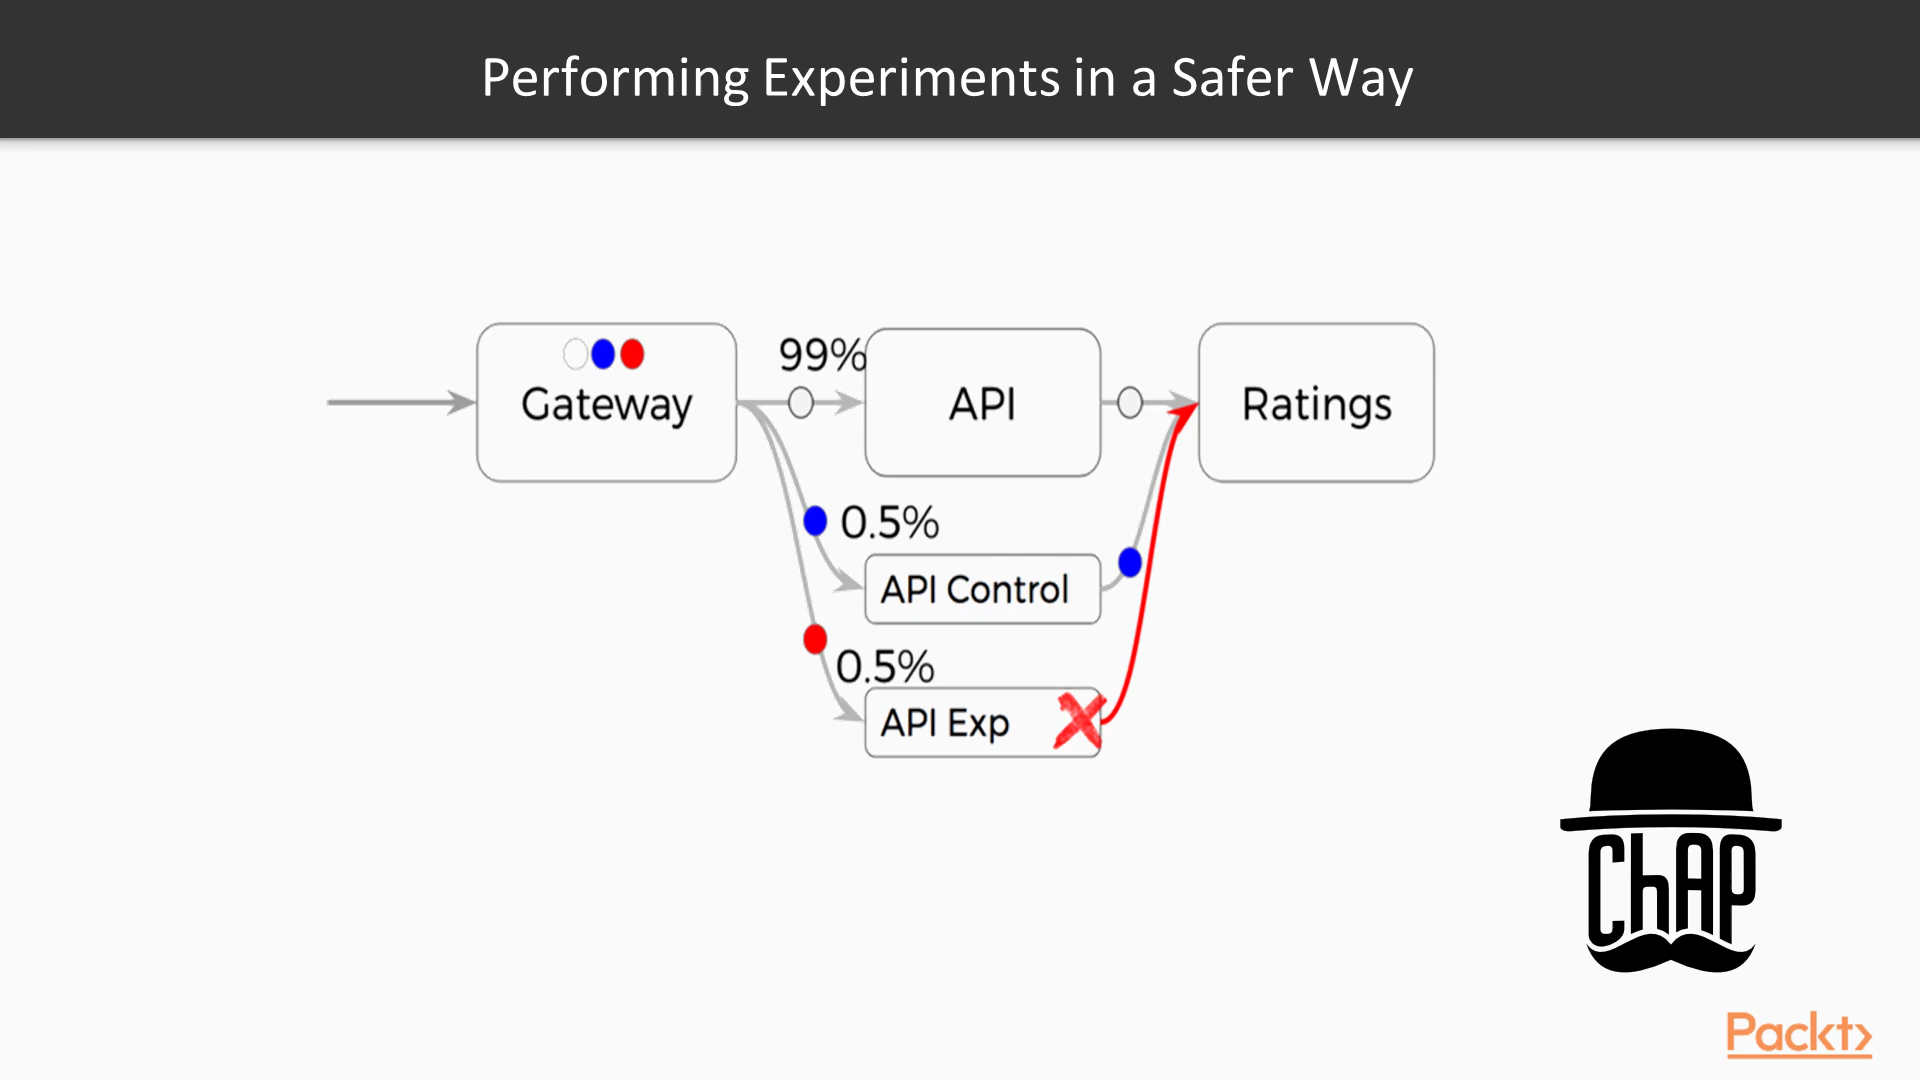 Performing Experiments in a Safer Way
99%
Gateway
API
Ratings
0.5%
API Control
0.5%
API Exp
ChAP
Packt>